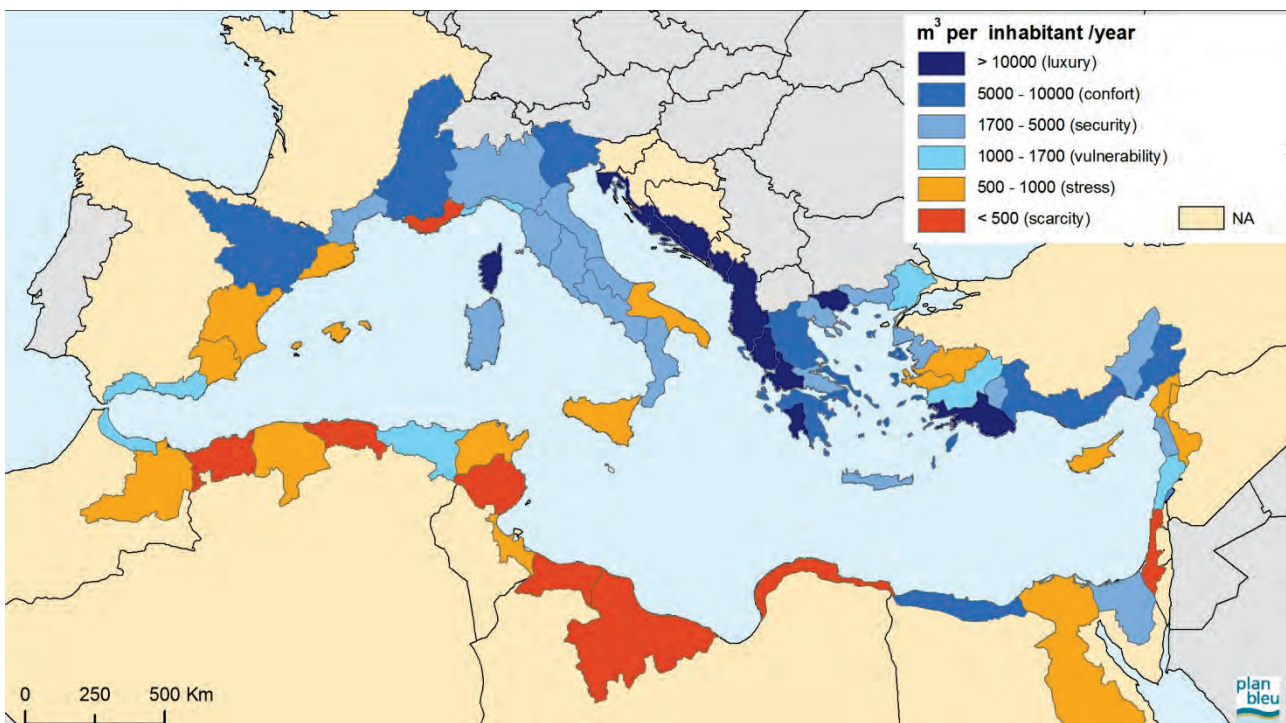 m³ per inhabitant /year
> 10000 (luxury)
5000 - 10000 (confort)
1700 - 5000 (security)
1000 - 1700 (vulnerability)
500 - 1000 (stress)
< 500 (scarcity)
NA
0 250 500 Km
plan
bleu